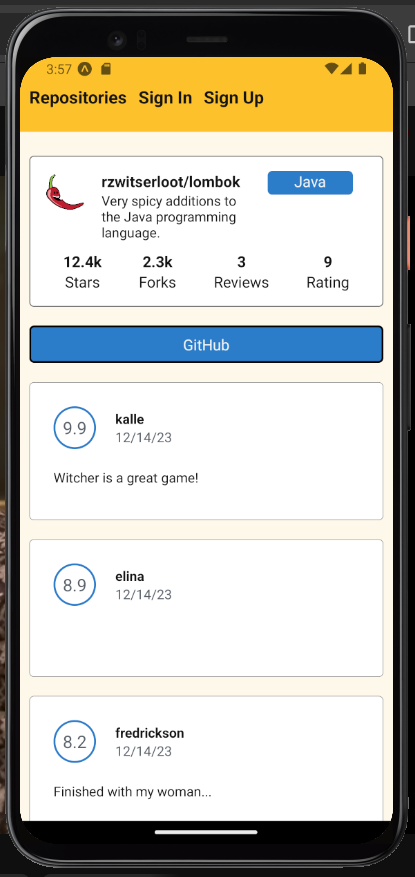 3:57
Repositories Sign In Sign Up
rzwitserloot/lombok Java
Very spicy additions to
the Java programming
language.
12.4k 2.3k 3 9
Stars Forks Reviews Rating
GitHub
9.9 kalle
12/14/23
Witcher is a great game!
8.9 elina
12/14/23
8.2 fredrickson
12/14/23
Finished with my woman...